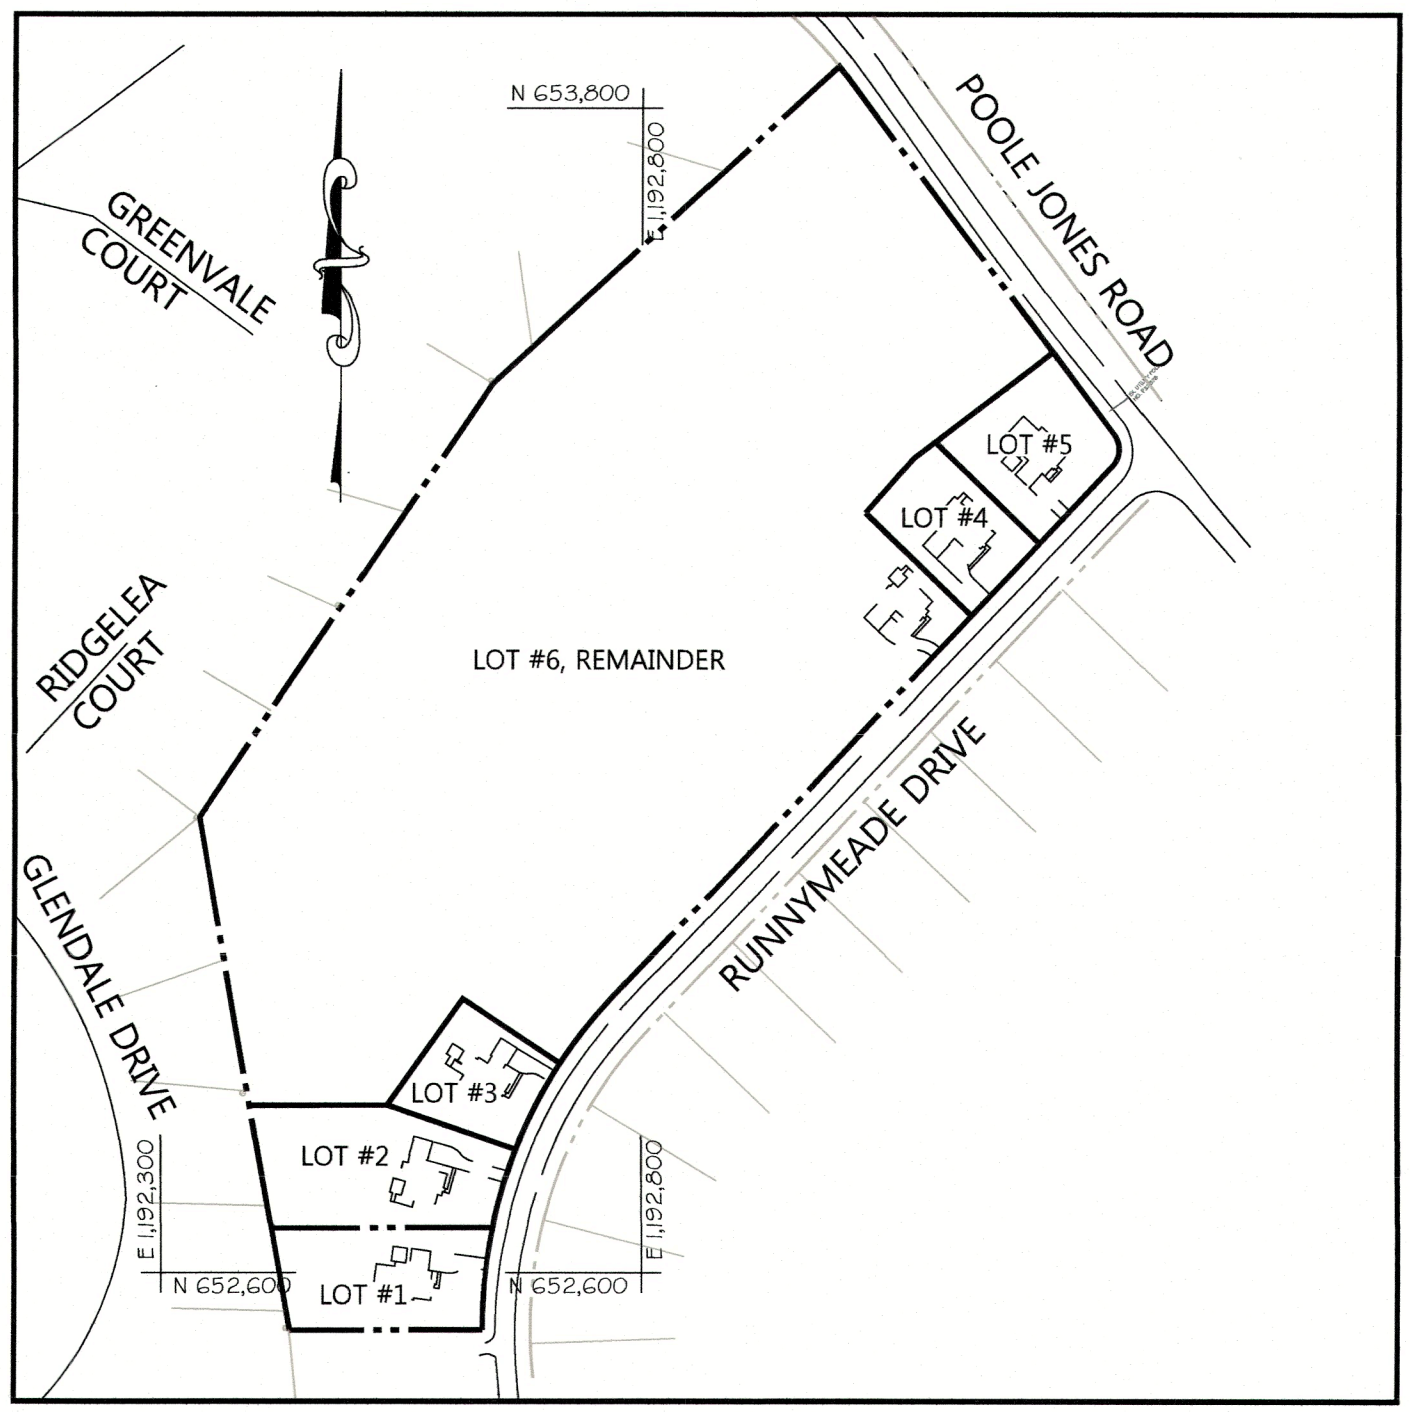 N 653,800
E 1,192,800
POOLE JONES ROAD
GREENVALE
COURT
LOT #5
LOT #4
RIDGELEA
COURT
LOT #6, REMAINDER
RUNNYMEADE DRIVE
GLENDALE DRIVE
LOT #3
LOT #2
E 1,192,300
E 1,192,800
N 652,600
N 652,600
LOT #1